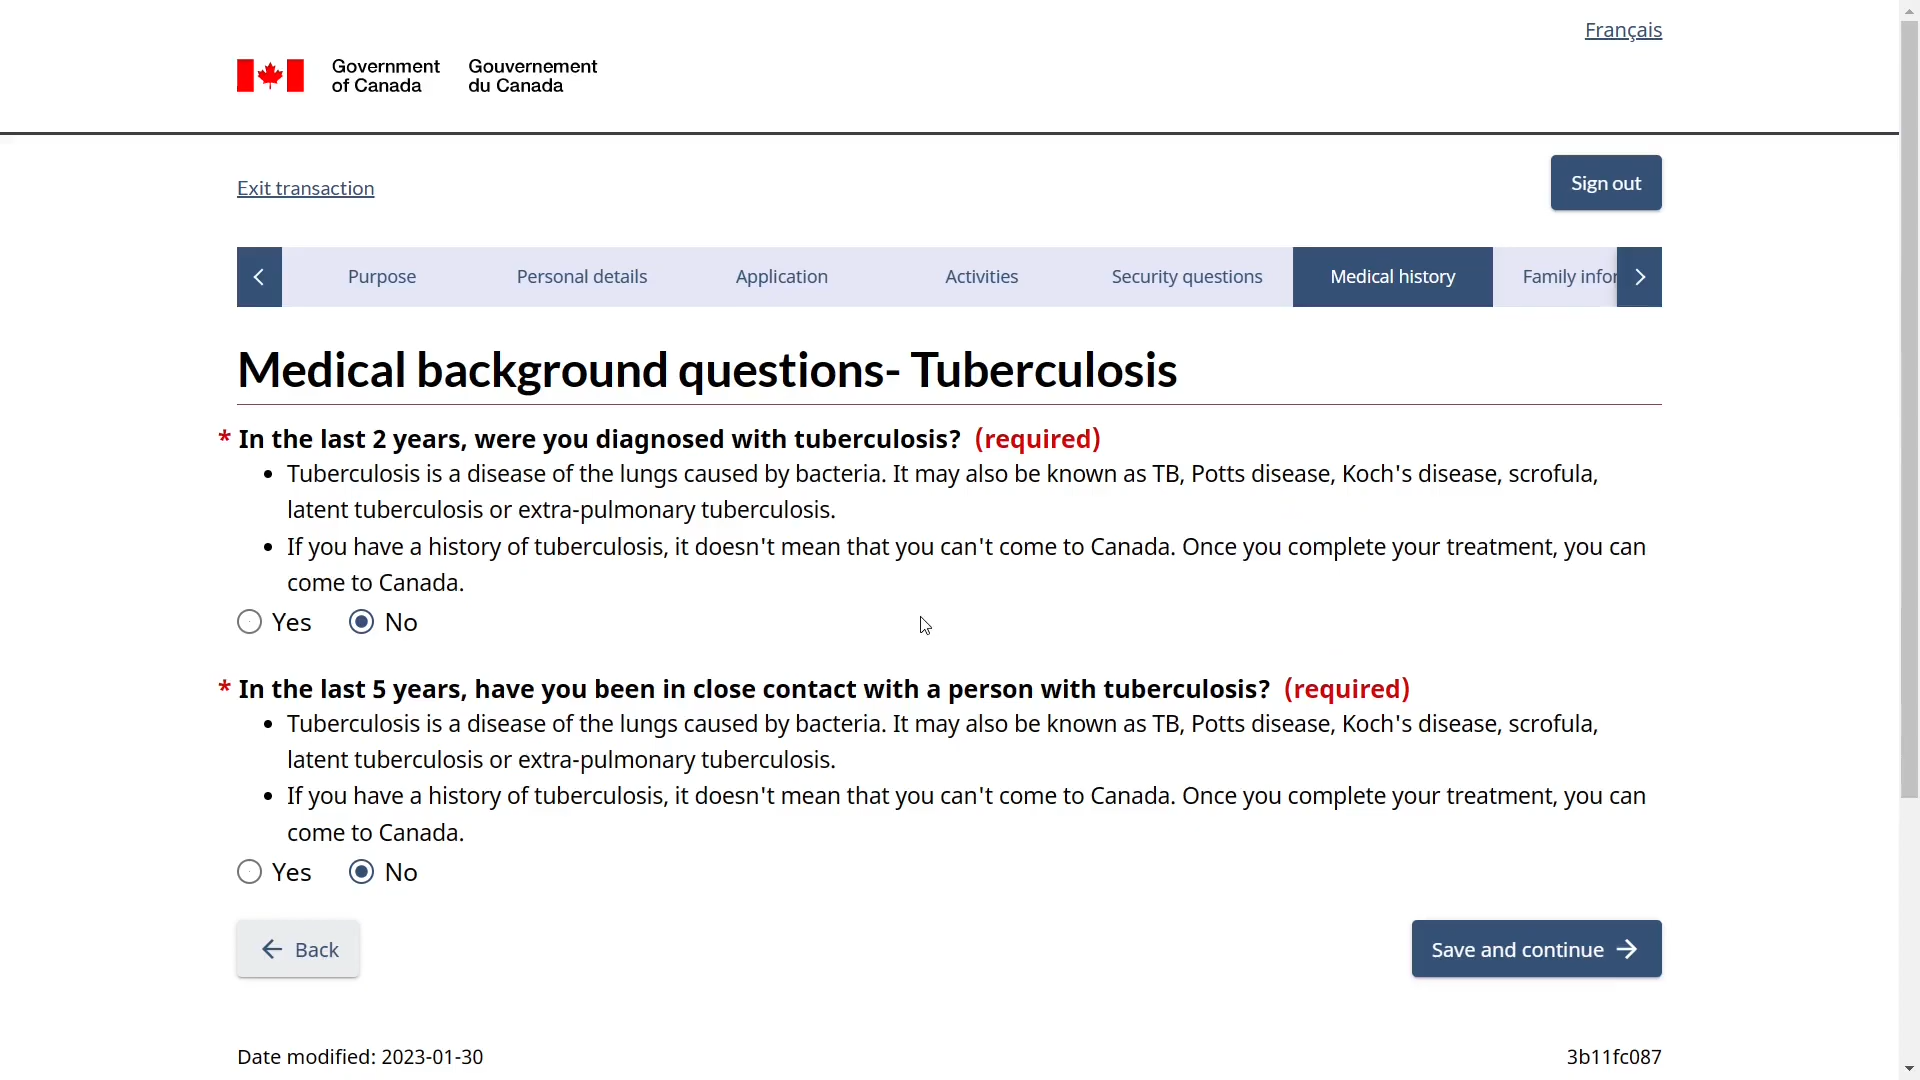 Français
Government of Canada
Gouvernement du Canada
Exit transaction
Sign out
Purpose
Personal details
Application
Activities
Security questions
Medical history
Family infor
Medical background questions- Tuberculosis
* In the last 2 years, were you diagnosed with tuberculosis? (required)
• Tuberculosis is a disease of the lungs caused by bacteria. It may also be known as TB, Potts disease, Koch's disease, scrofula,
latent tuberculosis or extra-pulmonary tuberculosis.
• If you have a history of tuberculosis, it doesn't mean that you can't come to Canada. Once you complete your treatment, you can
come to Canada.
Yes No
* In the last 5 years, have you been in close contact with a person with tuberculosis? (required)
• Tuberculosis is a disease of the lungs caused by bacteria. It may also be known as TB, Potts disease, Koch's disease, scrofula,
latent tuberculosis or extra-pulmonary tuberculosis.
• If you have a history of tuberculosis, it doesn't mean that you can't come to Canada. Once you complete your treatment, you can
come to Canada.
Yes No
Back
Save and continue
Date modified: 2023-01-30
3b11fc087